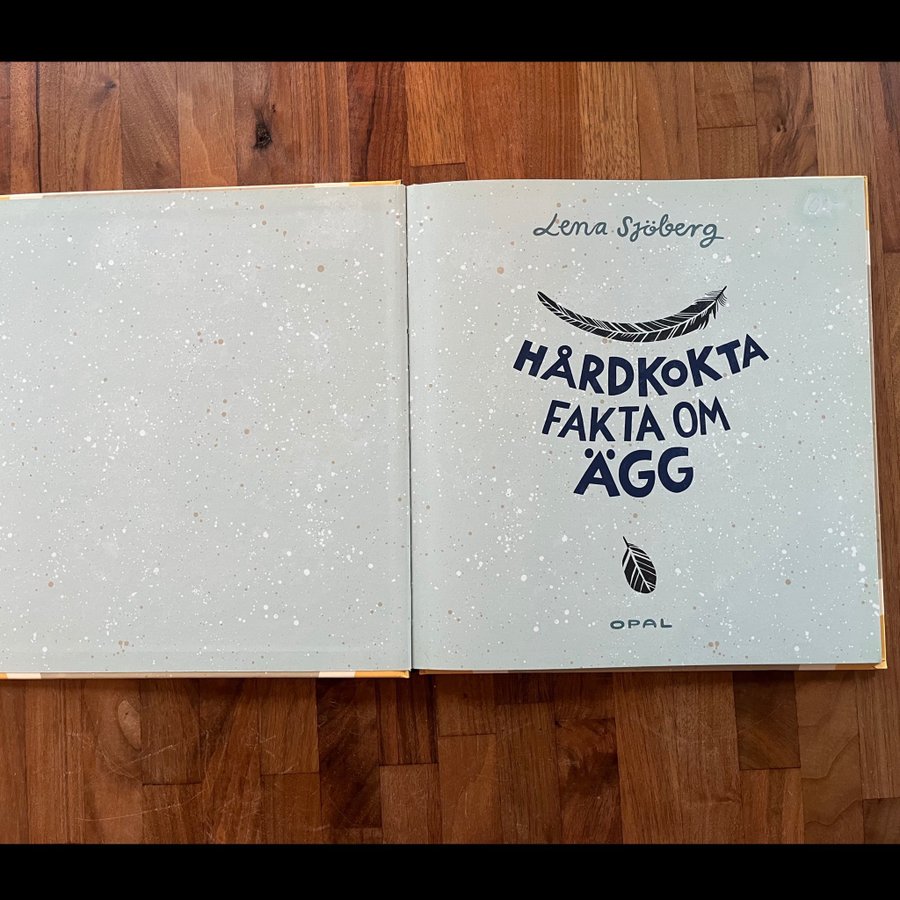 Lena Sjöberg
HÅRDKOKTA
FAKTA OM
ÄGG
OPAL